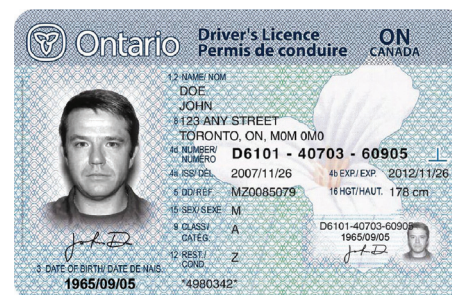 Ontario
Driver's Licence
Permis de conduire
ON
CANADA
1,2 NAME/ NOM
DOE
JOHN
8 123 ANY STREET
TORONTO, ON, M0M 0M0
4d NUMBER/
NUMÉRO
D6101 - 40703 - 60905
4a ISS/ DÉL.
2007/11/26
4b EXP./ EXP.
2012/11/26
5 DD/REF.
MZ0085079
16 HGT/HAUT.
178 cm
15 SEX/ SEXE
M
9 CLASS/
CATÉG.
A
12 REST./
COND.
Z
*4980342*
D6101-40703-60905
1965/09/05
3. DATE OF BIRTH/ DATE DE NAIS.
1965/09/05